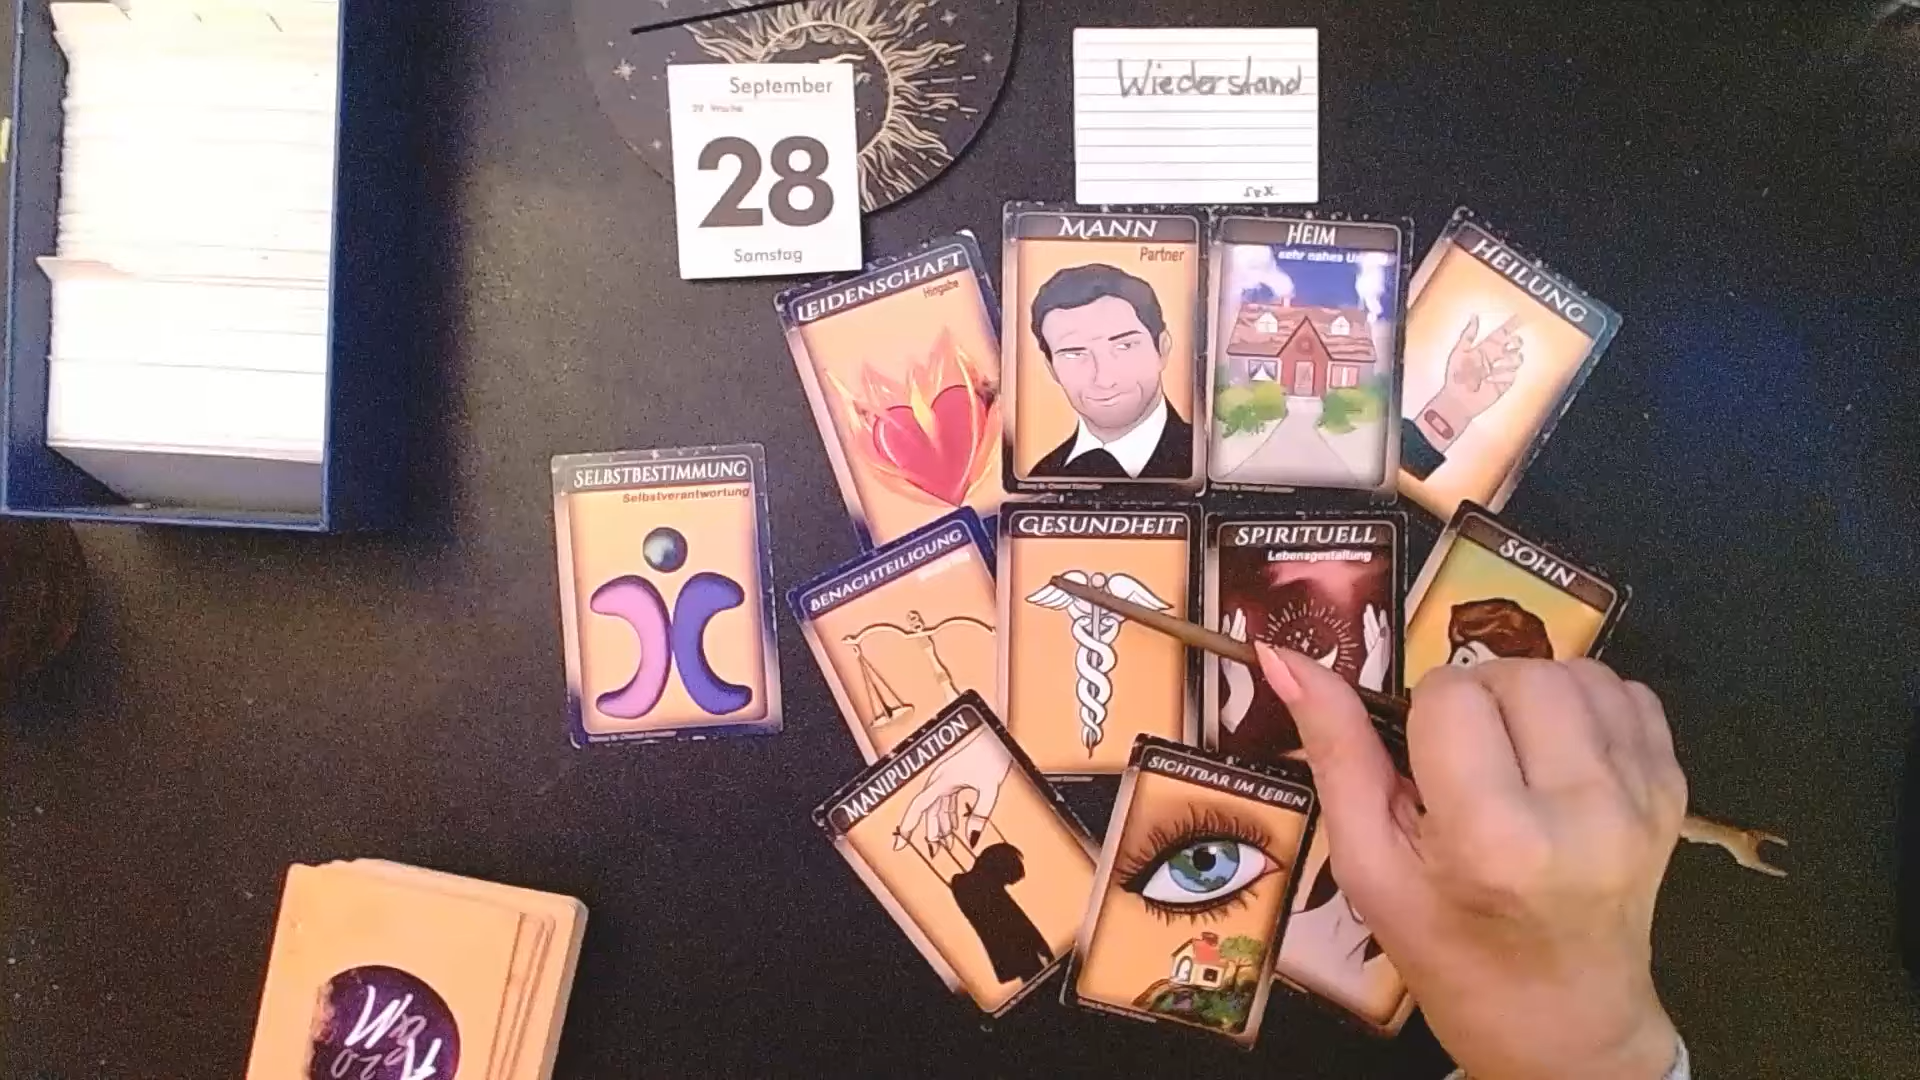 September
28
Samstag
Wiederstand
LEIDENSCHAFT
Hingabe
MANN
Partner
HEIM
sehr nahes
HEILUNG
SELBSTBESTIMMUNG
Selbstverantwortung
BENACHTEILIGUNG
GESUNDHEIT
SPIRITUELL
Lebensgestaltung
SOHN
MANIPULATION
SICHTBAR IM LEBEN